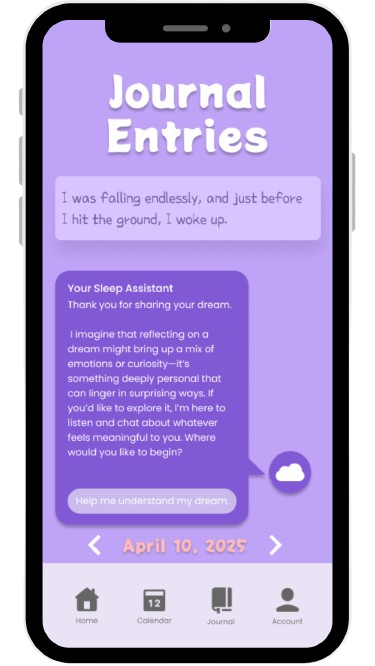 Journal
Entries
I was falling endlessly, and just before
I hit the ground, I woke up.
Your Sleep Assistant
Thank you for sharing your dream.
I imagine that reflecting on a
dream might bring up a mix of
emotions or curiosity—it's
something deeply personal that
can linger in surprising ways. If
you'd like to explore it, I'm here to
listen and chat about whatever
feels meaningful to you. Where
would you like to begin?
Help me understand my dream.
April 10, 2025
12
Home
Calendar
Journal
Account